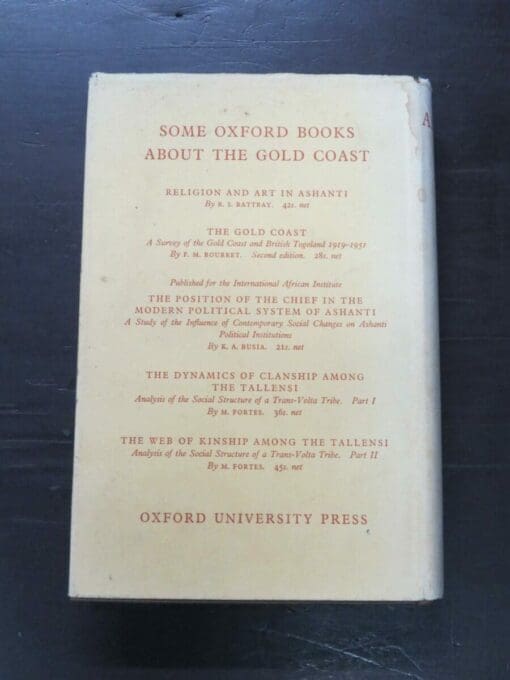 SOME OXFORD BOOKS
ABOUT THE GOLD COAST
RELIGION AND ART IN ASHANTI
By R. S. RATTRAY. 42s. net
THE GOLD COAST
A Survey of the Gold Coast and British Togoland 1919-1951
By F. M. BOURRET. Second edition. 28s. net
Published for the International African Institute
THE POSITION OF THE CHIEF IN THE
MODERN POLITICAL SYSTEM OF ASHANTI
A Study of the Influence of Contemporary Social Changes on Ashanti
Political Institutions
By K. A. BUSIA. 21s. net
THE DYNAMICS OF CLANSHIP AMONG
THE TALLENSI
Analysis of the Social Structure of a Trans-Volta Tribe. Part I
By M. FORTES. 36s. net
THE WEB OF KINSHIP AMONG THE TALLENSI
Analysis of the Social Structure of a Trans-Volta Tribe. Part II
By M. FORTES. 45s. net
OXFORD UNIVERSITY PRESS
A